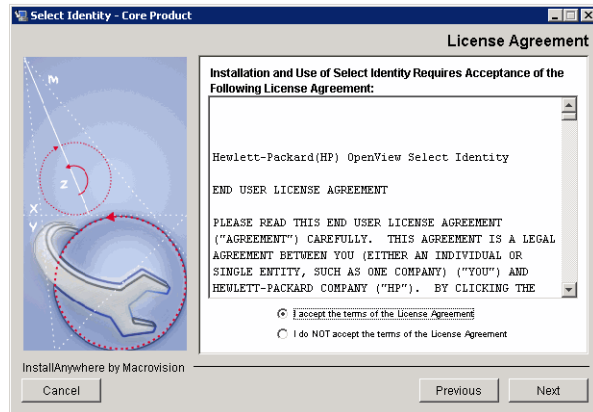 Select Identity - Core Product
License Agreement
Installation and Use of Select Identity Requires Acceptance of the
Following License Agreement:
Hewlett-Packard(HP) OpenView Select Identity
END USER LICENSE AGREEMENT
PLEASE READ THIS END USER LICENSE AGREEMENT
("AGREEMENT") CAREFULLY. THIS AGREEMENT IS A LEGAL
AGREEMENT BETWEEN YOU (EITHER AN INDIVIDUAL OR
SINGLE ENTITY, SUCH AS ONE COMPANY) ("YOU") AND
HEWLETT-PACKARD COMPANY ("HP"). BY CLICKING THE
I accept the terms of the License Agreement
I do NOT accept the terms of the License Agreement
M
Z
X
Y
InstallAnywhere by Macrovision
Cancel
Previous
Next